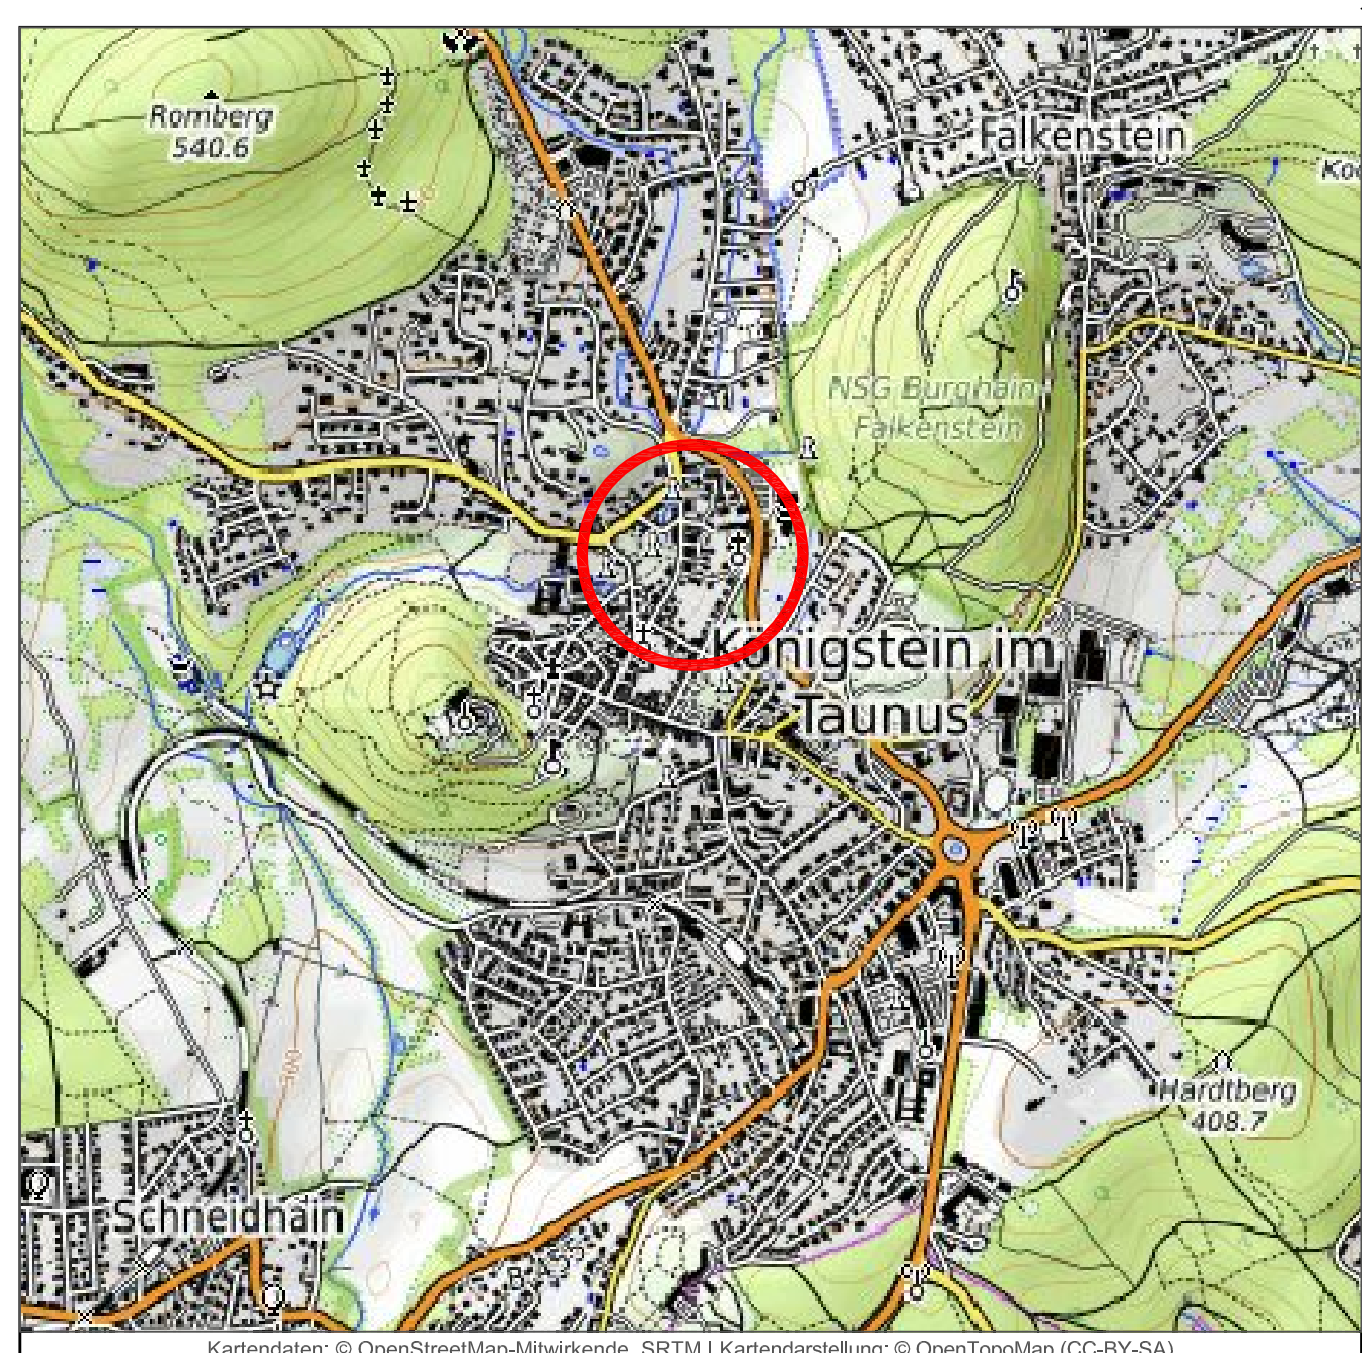 Romberg
540.6
Falkenstein
NSG Burghain
Falkenstein
Königstein im
Taunus
Hardtberg
408.7
Schneidhain
Kartendaten: © OpenStreetMap-Mitwirkende, SRTM | Kartendarstellung: © OpenTopoMap (CC-BY-SA)